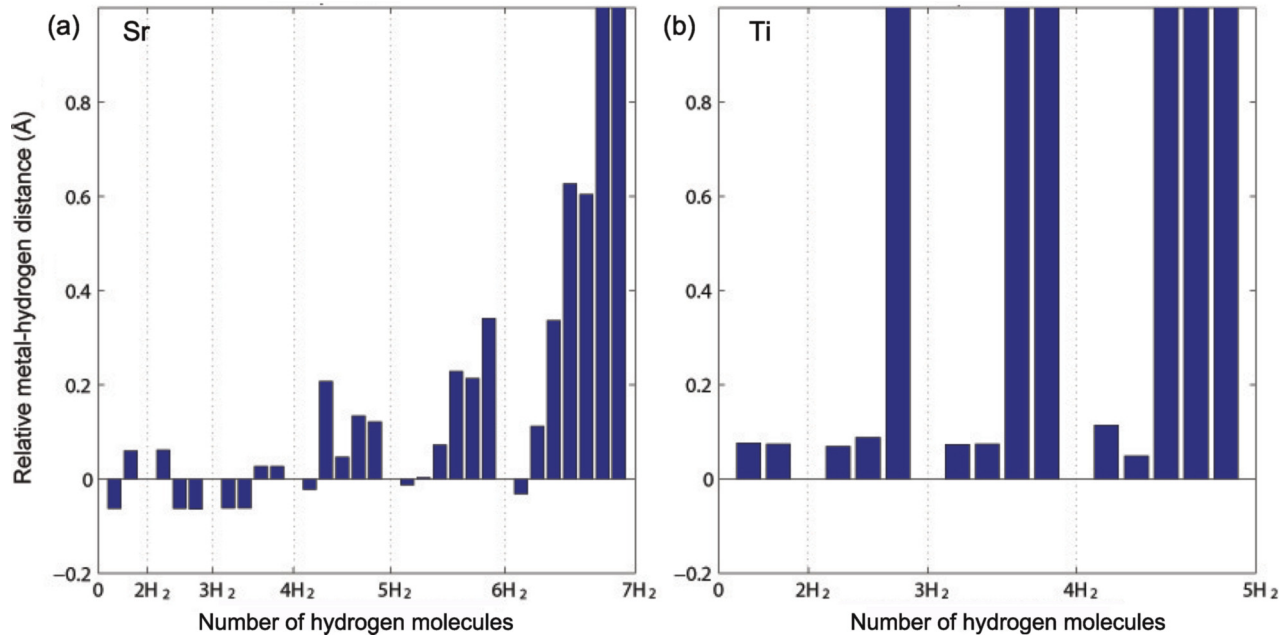 (a) Sr
Relative metal-hydrogen distance (Å)
0.8
0.6
0.4
0.2
0
−0.2
0 2H₂ 3H₂ 4H₂ 5H₂ 6H₂ 7H₂
Number of hydrogen molecules
(b) Ti
0.8
0.6
0.4
0.2
0
−0.2
0 2H₂ 3H₂ 4H₂ 5H₂
Number of hydrogen molecules